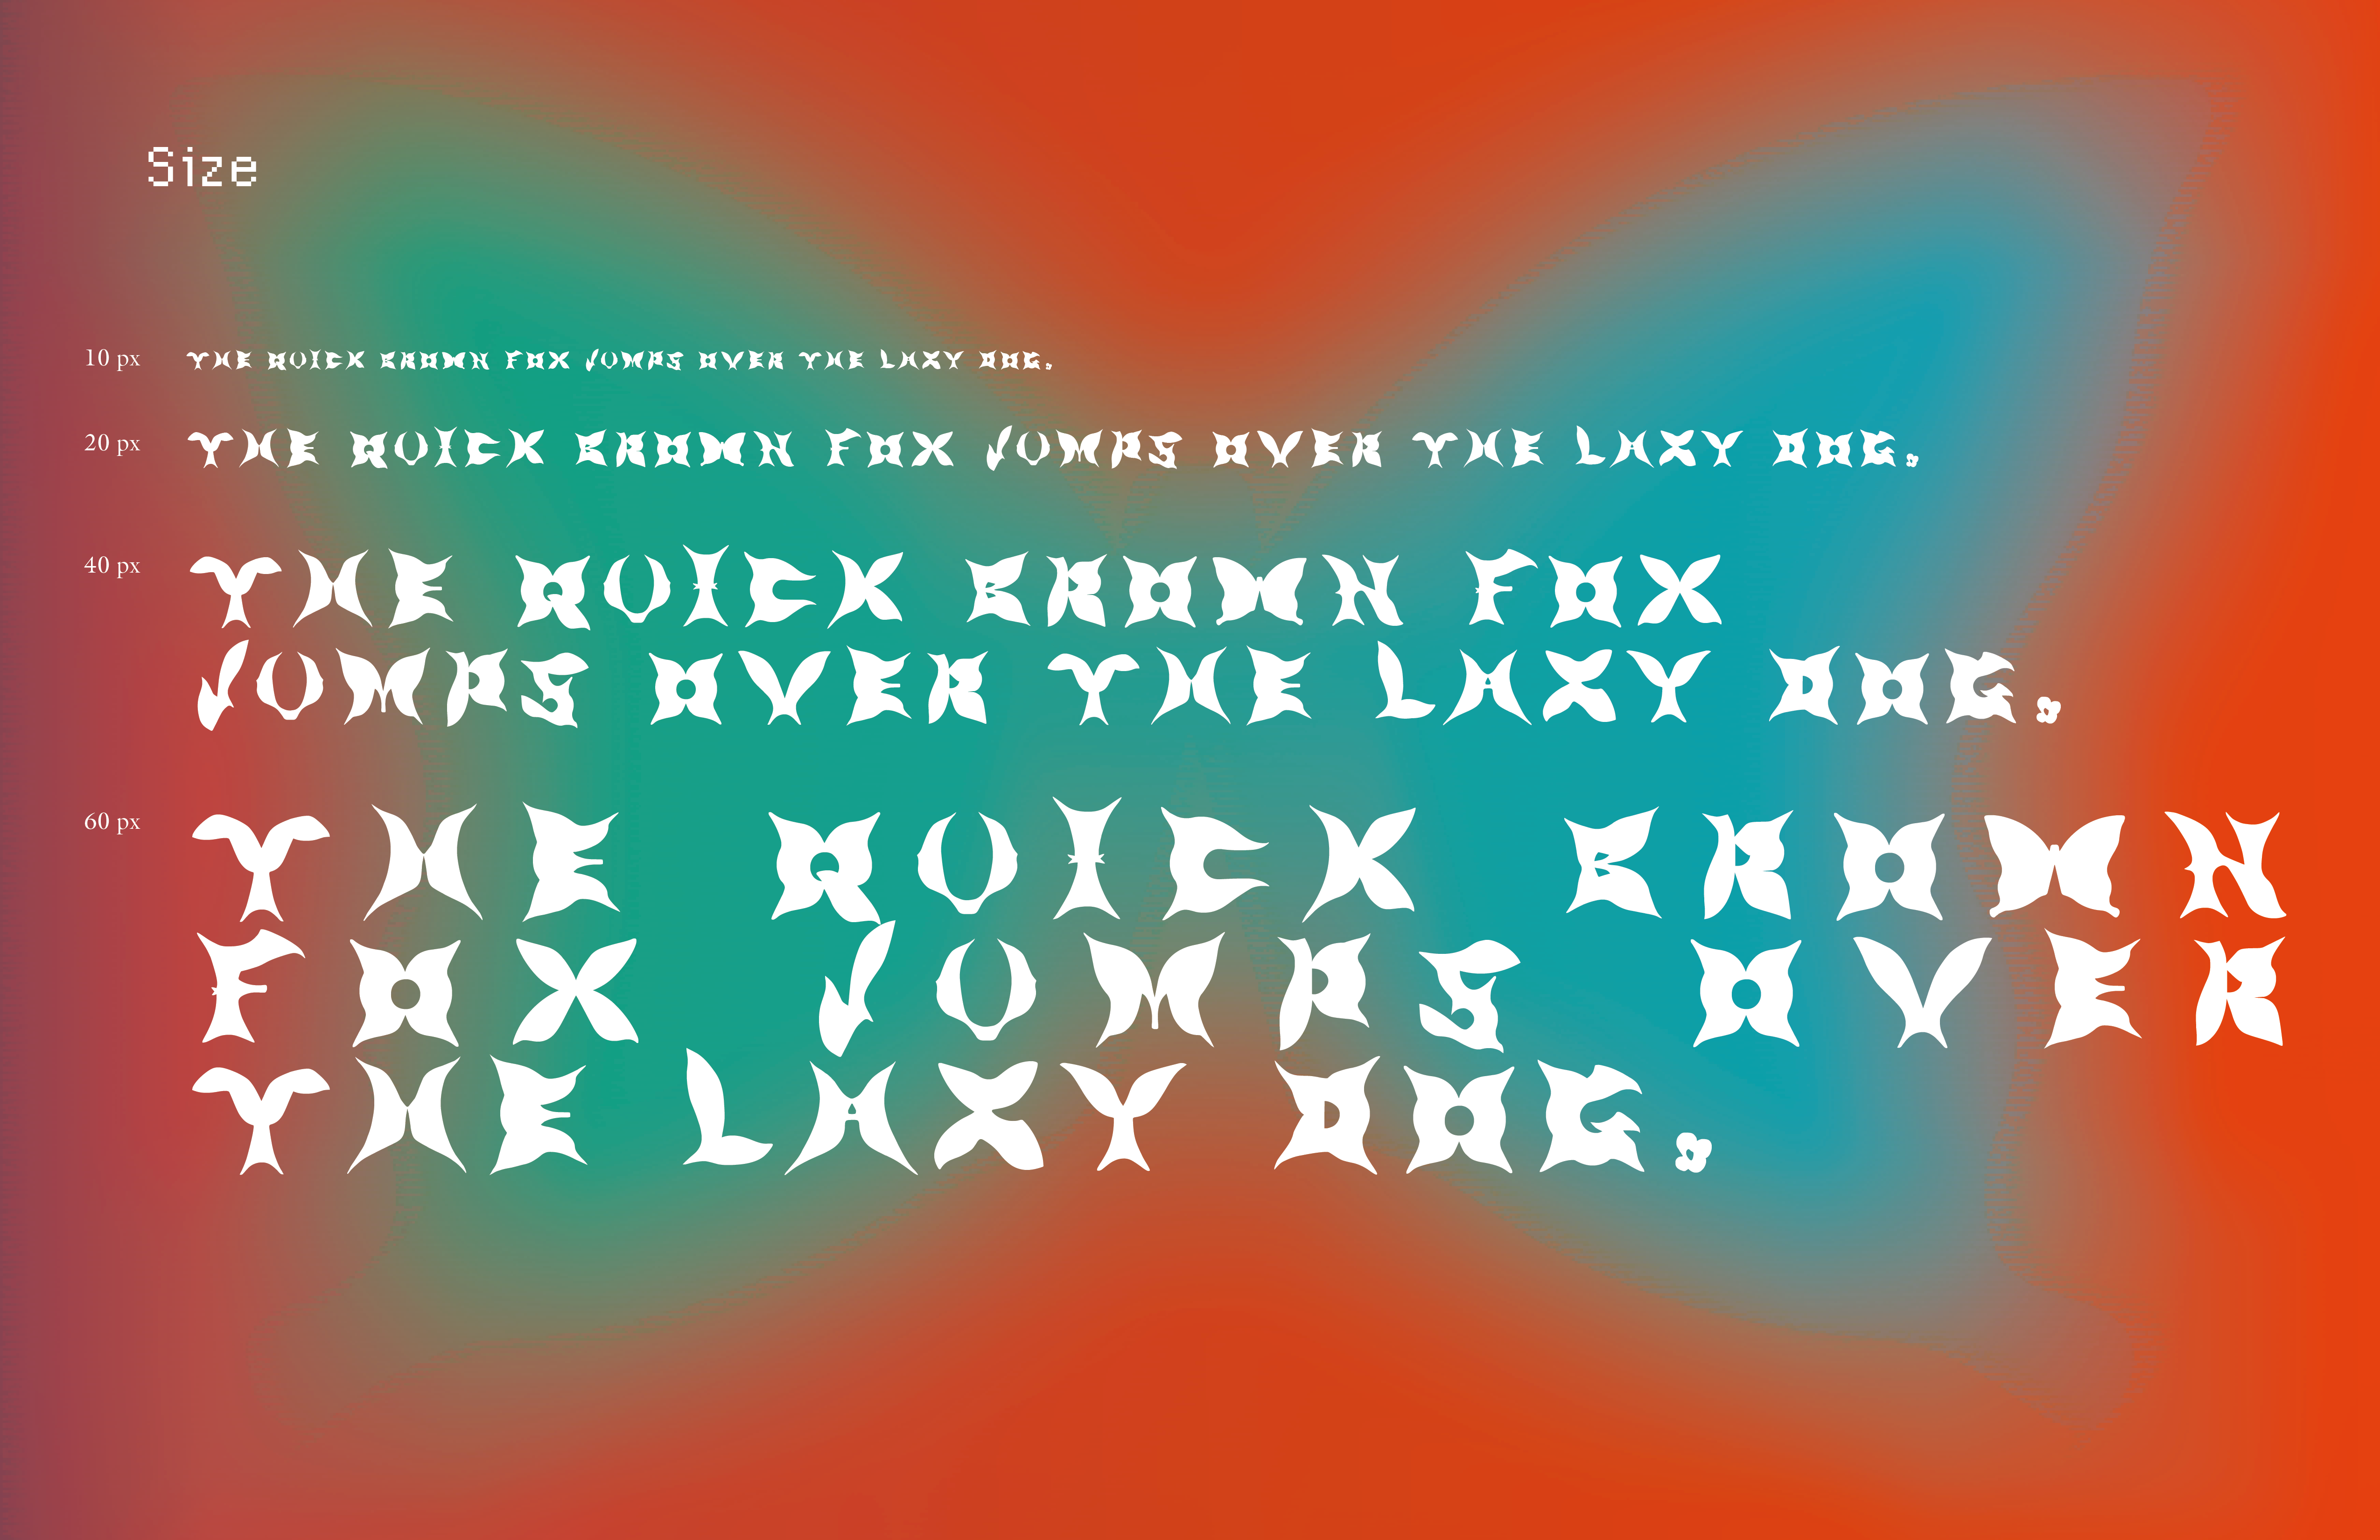 Size
10 px THE QUICK BROWN FOX JUMPS OVER THE LAZY DOG.
20 px THE QUICK BROWN FOX JUMPS OVER THE LAZY DOG.
40 px THE QUICK BROWN FOX
JUMPS OVER THE LAZY DOG.
60 px THE QUICK BROWN
FOX JUMPS OVER
THE LAZY DOG.